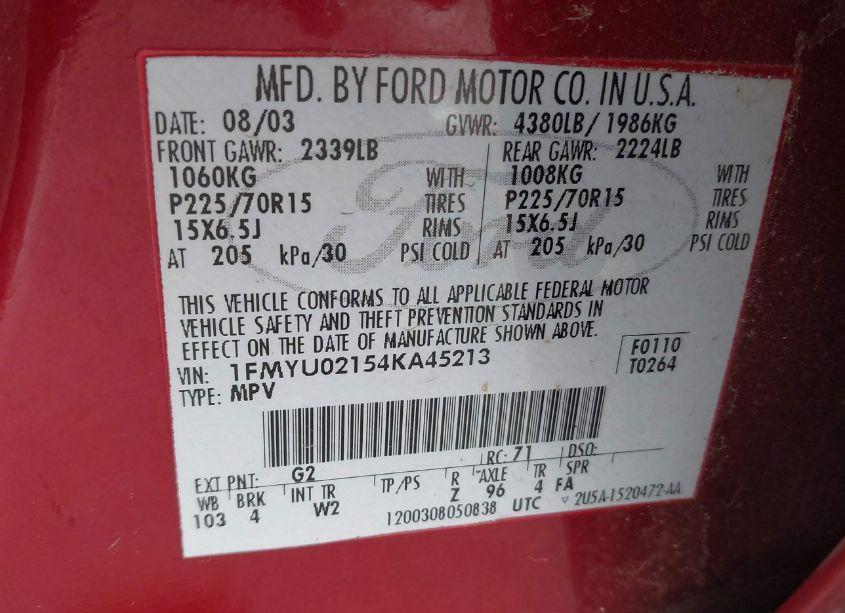 MFD. BY FORD MOTOR CO. IN U.S.A.
DATE: 08/03 GVWR: 4380LB/ 1986KG
FRONT GAWR: 2339LB REAR GAWR: 2224LB
1060KG WITH 1008KG WITH
P225/70R15 TIRES P225/70R15 TIRES
15X6.5J RIMS 15X6.5J RIMS
AT 205 kPa/30 PSI COLD AT 205 kPa/30 PSI COLD
Ford
THIS VEHICLE CONFORMS TO ALL APPLICABLE FEDERAL MOTOR
VEHICLE SAFETY AND THEFT PREVENTION STANDARDS IN
EFFECT ON THE DATE OF MANUFACTURE SHOWN ABOVE.
VIN: 1FMYU02154KA45213 F0110
TYPE: MPV T0264
RC: 71 DSO:
EXT PNT: G2
WB BRK INT TR TP/PS R AXLE TR SPR
103 4 W2 Z 96 4 FA
1200308050838 UTC 2U5A-1520472-AA